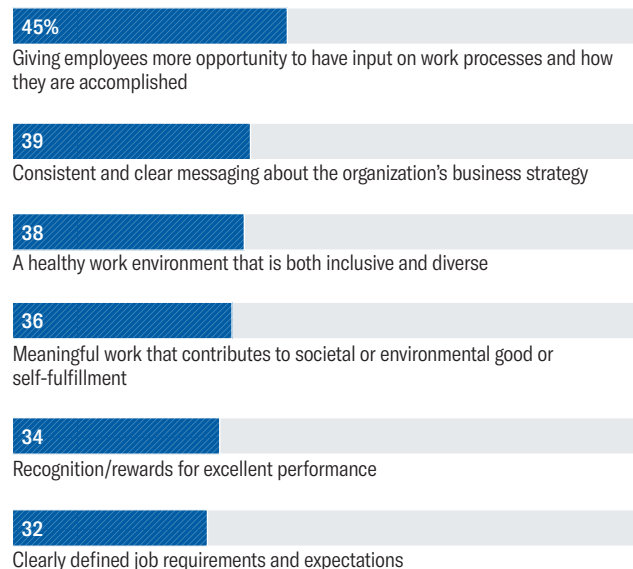 45%
Giving employees more opportunity to have input on work processes and how
they are accomplished
39
Consistent and clear messaging about the organization’s business strategy
38
A healthy work environment that is both inclusive and diverse
36
Meaningful work that contributes to societal or environmental good or
self-fulfillment
34
Recognition/rewards for excellent performance
32
Clearly defined job requirements and expectations